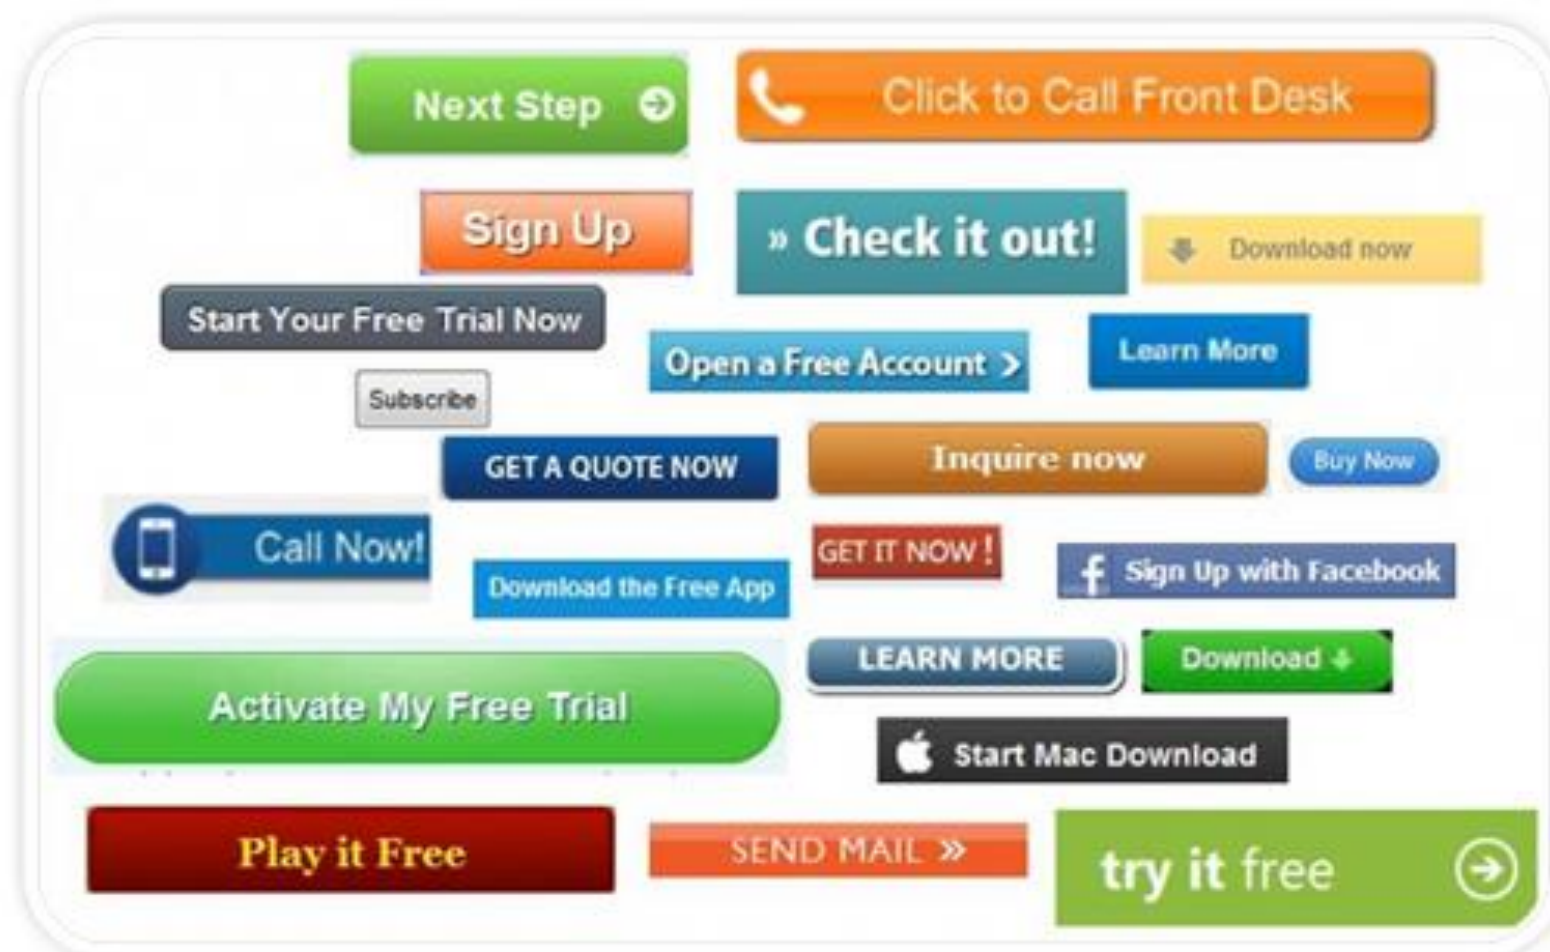 Next Step
Click to Call Front Desk
Sign Up
» Check it out!
Download now
Start Your Free Trial Now
Open a Free Account >
Learn More
Subscribe
GET A QUOTE NOW
Inquire now
Buy Now
Call Now!
GET IT NOW !
Sign Up with Facebook
Download the Free App
LEARN MORE
Download
Activate My Free Trial
Start Mac Download
Play it Free
SEND MAIL »
try it free